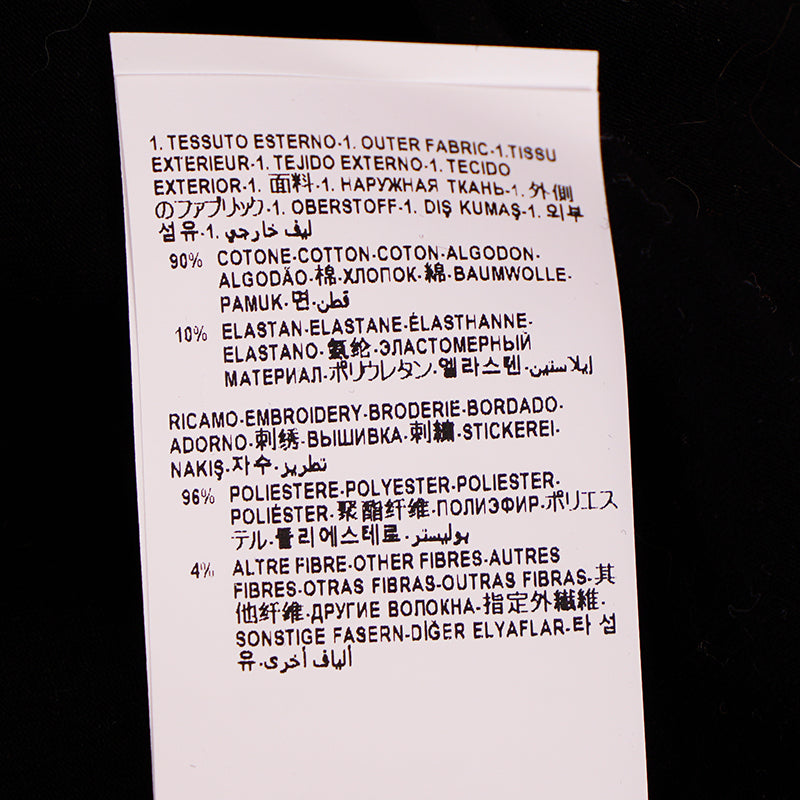 1. TESSUTO ESTERNO-1. OUTER FABRIC-1.TISSU
EXTERIEUR-1. TEJIDO EXTERNO-1. TECIDO
EXTERIOR-1. 面料-1. НАРУЖНАЯ ТКАНЬ-1. 外側
のファブリック-1. OBERSTOFF-1. DIŞ KUMAŞ-1. 외부
섬유-1. ليف خارجي
90% COTONE-COTTON-COTON-ALGODON-
ALGODÃO-棉-ХЛОПОК-綿-BAUMWOLLE-
PAMUK-면-قطن
10% ELASTAN-ELASTANE-ÉLASTHANNE-
ELASTANO-氨纶-ЭЛАСТОМЕРНЫЙ
МАТЕРИАЛ-ポリウレタン-엘라스텐-إيلاستين
RICAMO-EMBROIDERY-BRODERIE-BORDADO-
ADORNO-刺绣-ВЫШИВКА-刺繍-STICKEREI-
NAKIŞ-자수-تطريز
96% POLIESTERE-POLYESTER-POLIESTER-
POLIÉSTER-聚酯纤维-ПОЛИЭФИР-ポリエス
テル-폴리에스테르-بوليستر
4% ALTRE FIBRE-OTHER FIBRES-AUTRES
FIBRES-OTRAS FIBRAS-OUTRAS FIBRAS-其
他纤维-ДРУГИЕ ВОЛОКНА-指定外繊維-
SONSTIGE FASERN-DİĞER ELYAFLAR-타 섬
유-ألياف أخرى